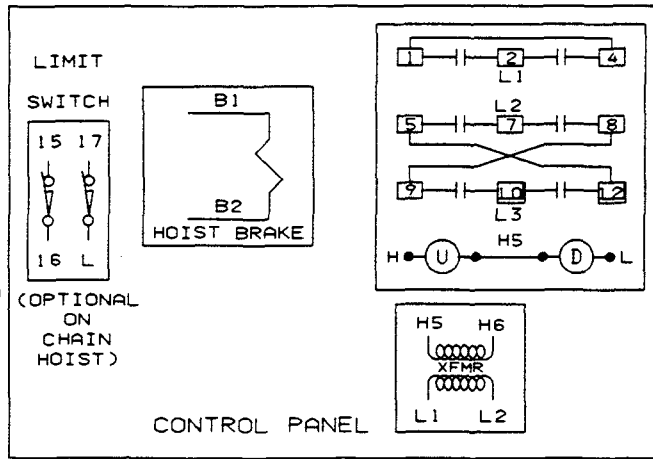 LIMIT
SWITCH
15 17
16 L
(OPTIONAL
ON
CHAIN
HOIST)
B1
B2
HOIST BRAKE
1 2 4
L1
L2
5 7 8
9 10 12
L3
H5
H U D L
H5 H6
XFMR
L1 L2
CONTROL PANEL